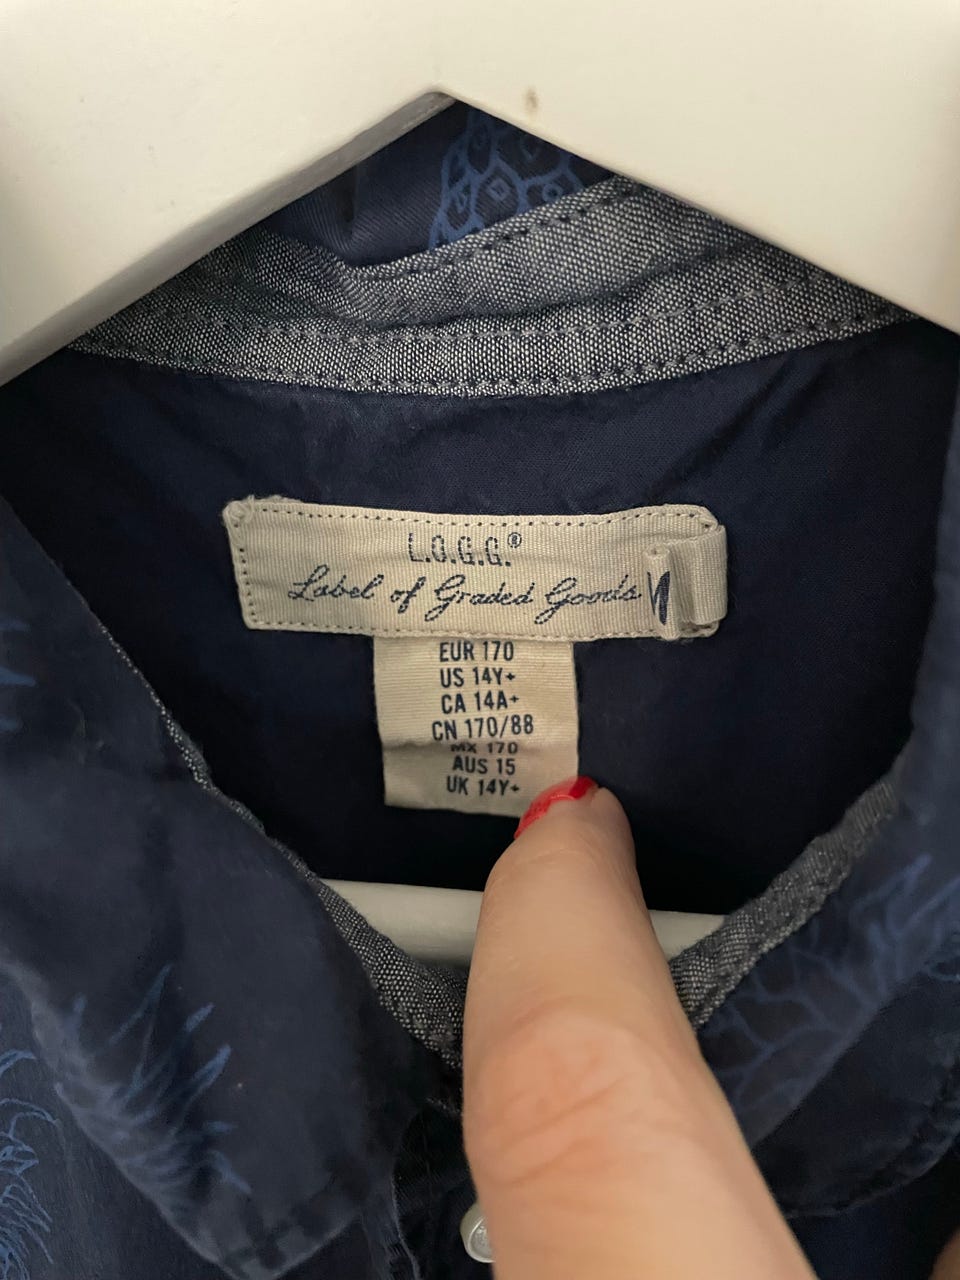 L.O.G.G.®
Label of Graded Goods
EUR 170
US 14Y+
CA 14A+
CN 170/88
MX 170
AUS 15
UK 14Y+